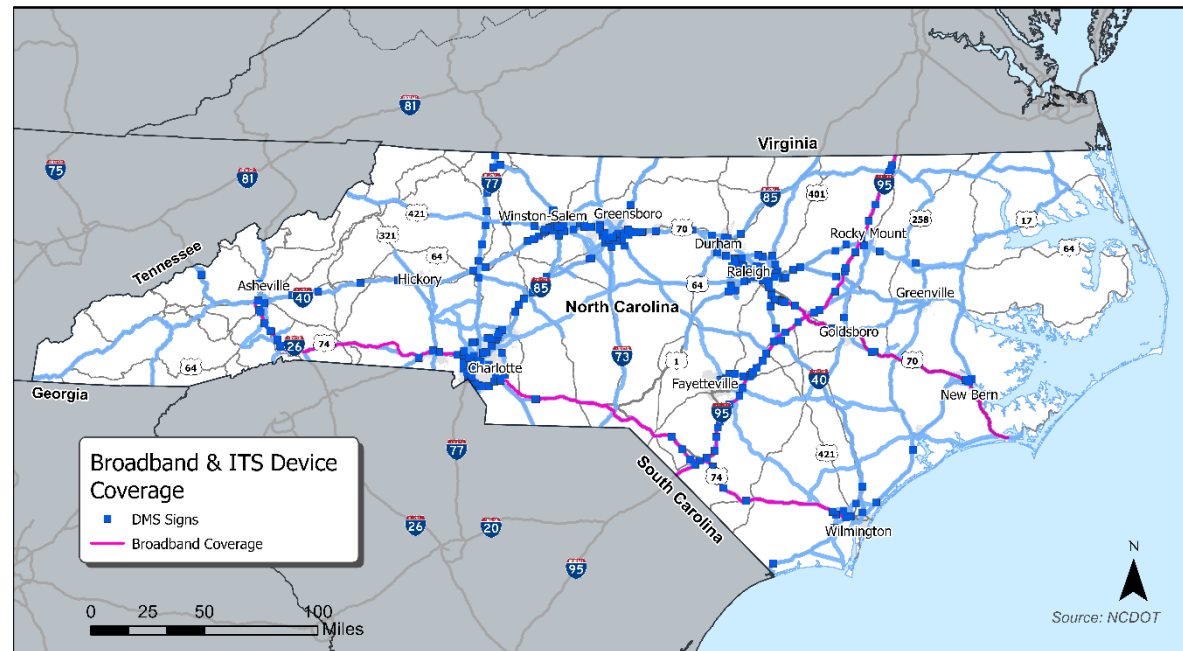 81
Virginia
75
81
77
95
85
401
421
Winston-Salem
Greensboro
258
17
321
70
Durham
Rocky Mount
64
Tennessee
64
Raleigh
Asheville
Hickory
40
85
64
Greenville
North Carolina
Goldsboro
26
74
73
1
70
64
Charlotte
Fayetteville
40
Georgia
New Bern
95
77
421
Broadband & ITS Device
Coverage
DMS Signs
Broadband Coverage
South Carolina
74
26
20
Wilmington
95
N
0 25 50 100
Miles
Source: NCDOT